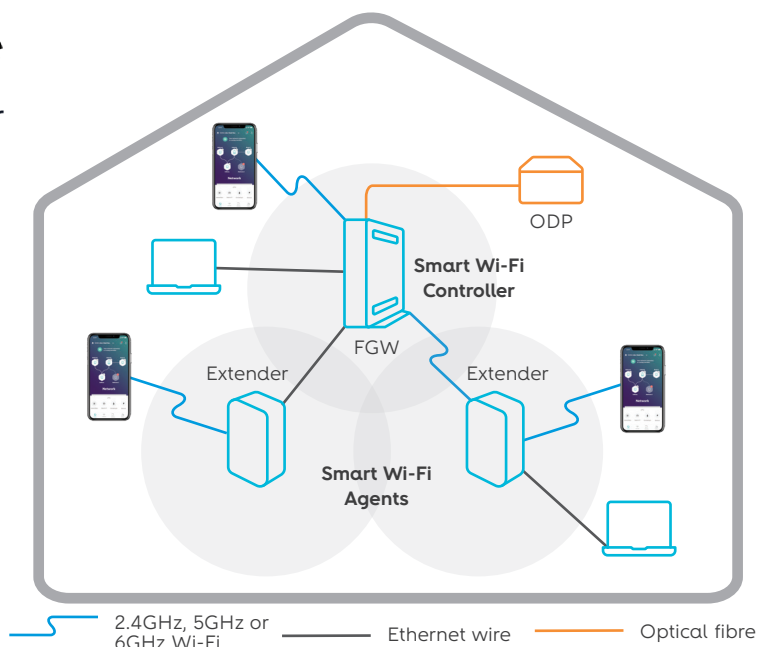 ODP
Smart Wi-Fi
Controller
FGW
Extender
Extender
Smart Wi-Fi
Agents
2.4GHz, 5GHz or
6GHz Wi-Fi
Ethernet wire
Optical fibre